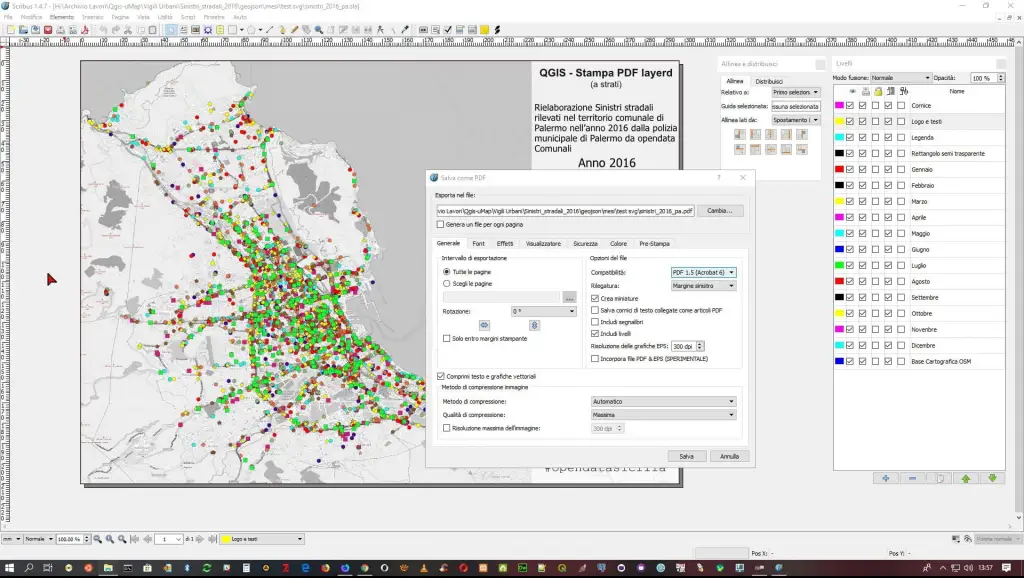 Scribus 1.4.7 - [H:\Archivio Lavori\Qgis-uMap\Vigili Urbani\Sinistri_stradali_2016\geojson\mesi\test svg\sinistri_2016_pa.sla]
File Modifica Elemento Inserisci Pagina Vista Utilità Script Finestre Aiuto
QGIS - Stampa PDF layerd
(a strati)
Rielaborazione Sinistri stradali
rilevati nel territorio comunale di
Palermo nell'anno 2016 dalla polizia
municipale di Palermo da opendata
Comunali
Anno 2016
#opendatasicilia
Allinea e distribuisci
Allinea Distribuisci
Relativo a: Primo selezion
Guida selezionata: nessuna selezionata
Allinea lati da: Spostamento (
Livelli
Modo fusione: Normale Opacità: 100 %
Nome
Cornice
Logo e testi
Legenda
Rettangolo semi trasparente
Gennaio
Febbraio
Marzo
Aprile
Maggio
Giugno
Luglio
Agosto
Settembre
Ottobre
Novembre
Dicembre
Base Cartografica OSM
Salva come PDF
Esporta nel file:
vio Lavori\Qgis-uMap\Vigili Urbani\Sinistri_stradali_2016\geojson\mesi\test svg\sinistri_2016_pa.pdf Cambia...
Genera un file per ogni pagina
Generale Font Effetti Visualizzatore Sicurezza Colore Pre-Stampa
Intervallo di esportazione
Tutte le pagine
Scegli le pagine
...
Rotazione: 0 °
Solo entro margini stampante
Opzioni del file
Compatibilità: PDF 1.5 (Acrobat 6)
Rilegatura: Margine sinistro
Crea miniature
Salva cornici di testo collegate come articoli PDF
Includi segnalibri
Includi livelli
Risoluzione delle grafiche EPS: 300 dpi
Incorpora file PDF & EPS (SPERIMENTALE)
Comprimi testo e grafiche vettoriali
Metodo di compressione immagine
Metodo di compressione: Automatico
Qualità di compressione: Massima
Risoluzione massima dell'immagine: 300 dpi
Salva Annulla
mm Normale 100.00 % 1 di 1 Logo e testi Visione normale
Pos X: - Pos Y: -
13:57